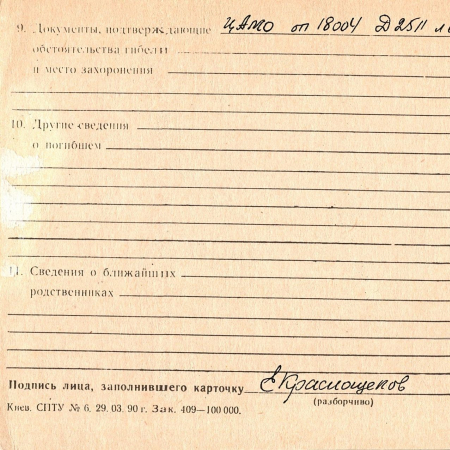 9. Документы, подтверждающие ЦАМО оп 18004 Д 2511 л
обстоятельства гибели
и место захоронения
10. Другие сведения
о погибшем
11. Сведения о ближайших
родственниках
Подпись лица, заполнившего карточку ЕКраснощеков
(разборчиво)
Киев. СПТУ № 6. 29. 03. 90 г. Зак. 409—100 000.